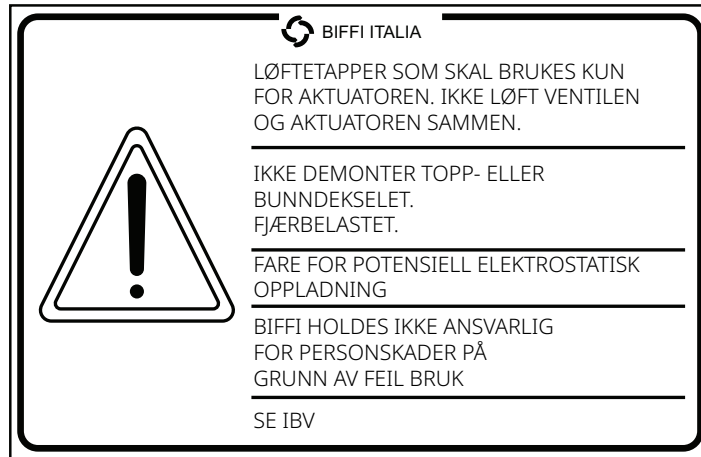 BIFFI ITALIA
LØFTETAPPER SOM SKAL BRUKES KUN
FOR AKTUATOREN. IKKE LØFT VENTILEN
OG AKTUATOREN SAMMEN.
IKKE DEMONTER TOPP- ELLER
BUNNDEKSELET.
FJÆRBELASTET.
FARE FOR POTENSIELL ELEKTROSTATISK
OPPLADNING
BIFFI HOLDES IKKE ANSVARLIG
FOR PERSONSKADER PÅ
GRUNN AV FEIL BRUK
SE IBV